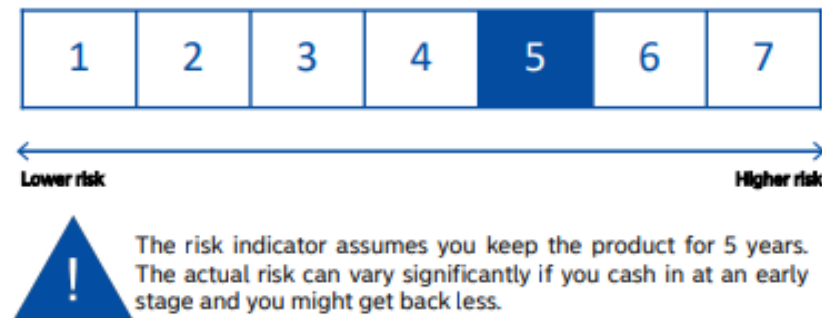 1 2 3 4 5 6 7
Lower risk Higher risk
!
The risk indicator assumes you keep the product for 5 years.
The actual risk can vary significantly if you cash in at an early
stage and you might get back less.